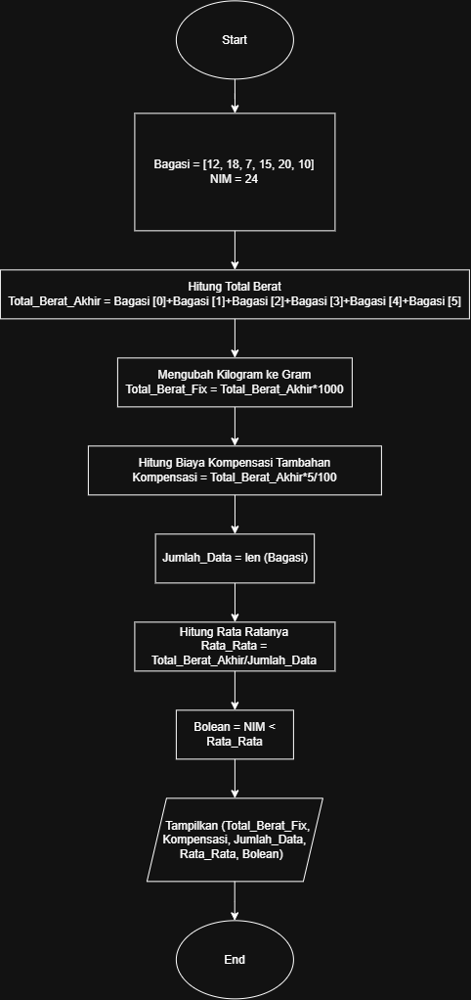 Start
Bagasi = [12, 18, 7, 15, 20, 10]
NIM = 24
Hitung Total Berat
Total_Berat_Akhir = Bagasi [0]+Bagasi [1]+Bagasi [2]+Bagasi [3]+Bagasi [4]+Bagasi [5]
Mengubah Kilogram ke Gram
Total_Berat_Fix = Total_Berat_Akhir*1000
Hitung Biaya Kompensasi Tambahan
Kompensasi = Total_Berat_Akhir*5/100
Jumlah_Data = len (Bagasi)
Hitung Rata Ratanya
Rata_Rata =
Total_Berat_Akhir/Jumlah_Data
Bolean = NIM <
Rata_Rata
Tampilkan (Total_Berat_Fix,
Kompensasi, Jumlah_Data,
Rata_Rata, Bolean)
End